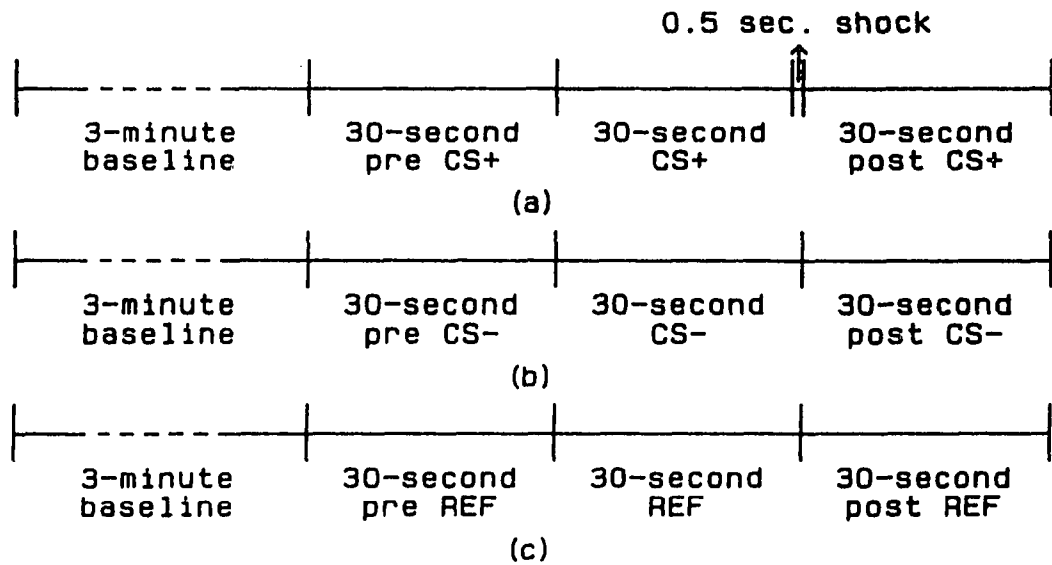 0.5 sec. shock
3-minute baseline
30-second pre CS+
30-second CS+
30-second post CS+
(a)
3-minute baseline
30-second pre CS-
30-second CS-
30-second post CS-
(b)
3-minute baseline
30-second pre REF
30-second REF
30-second post REF
(c)